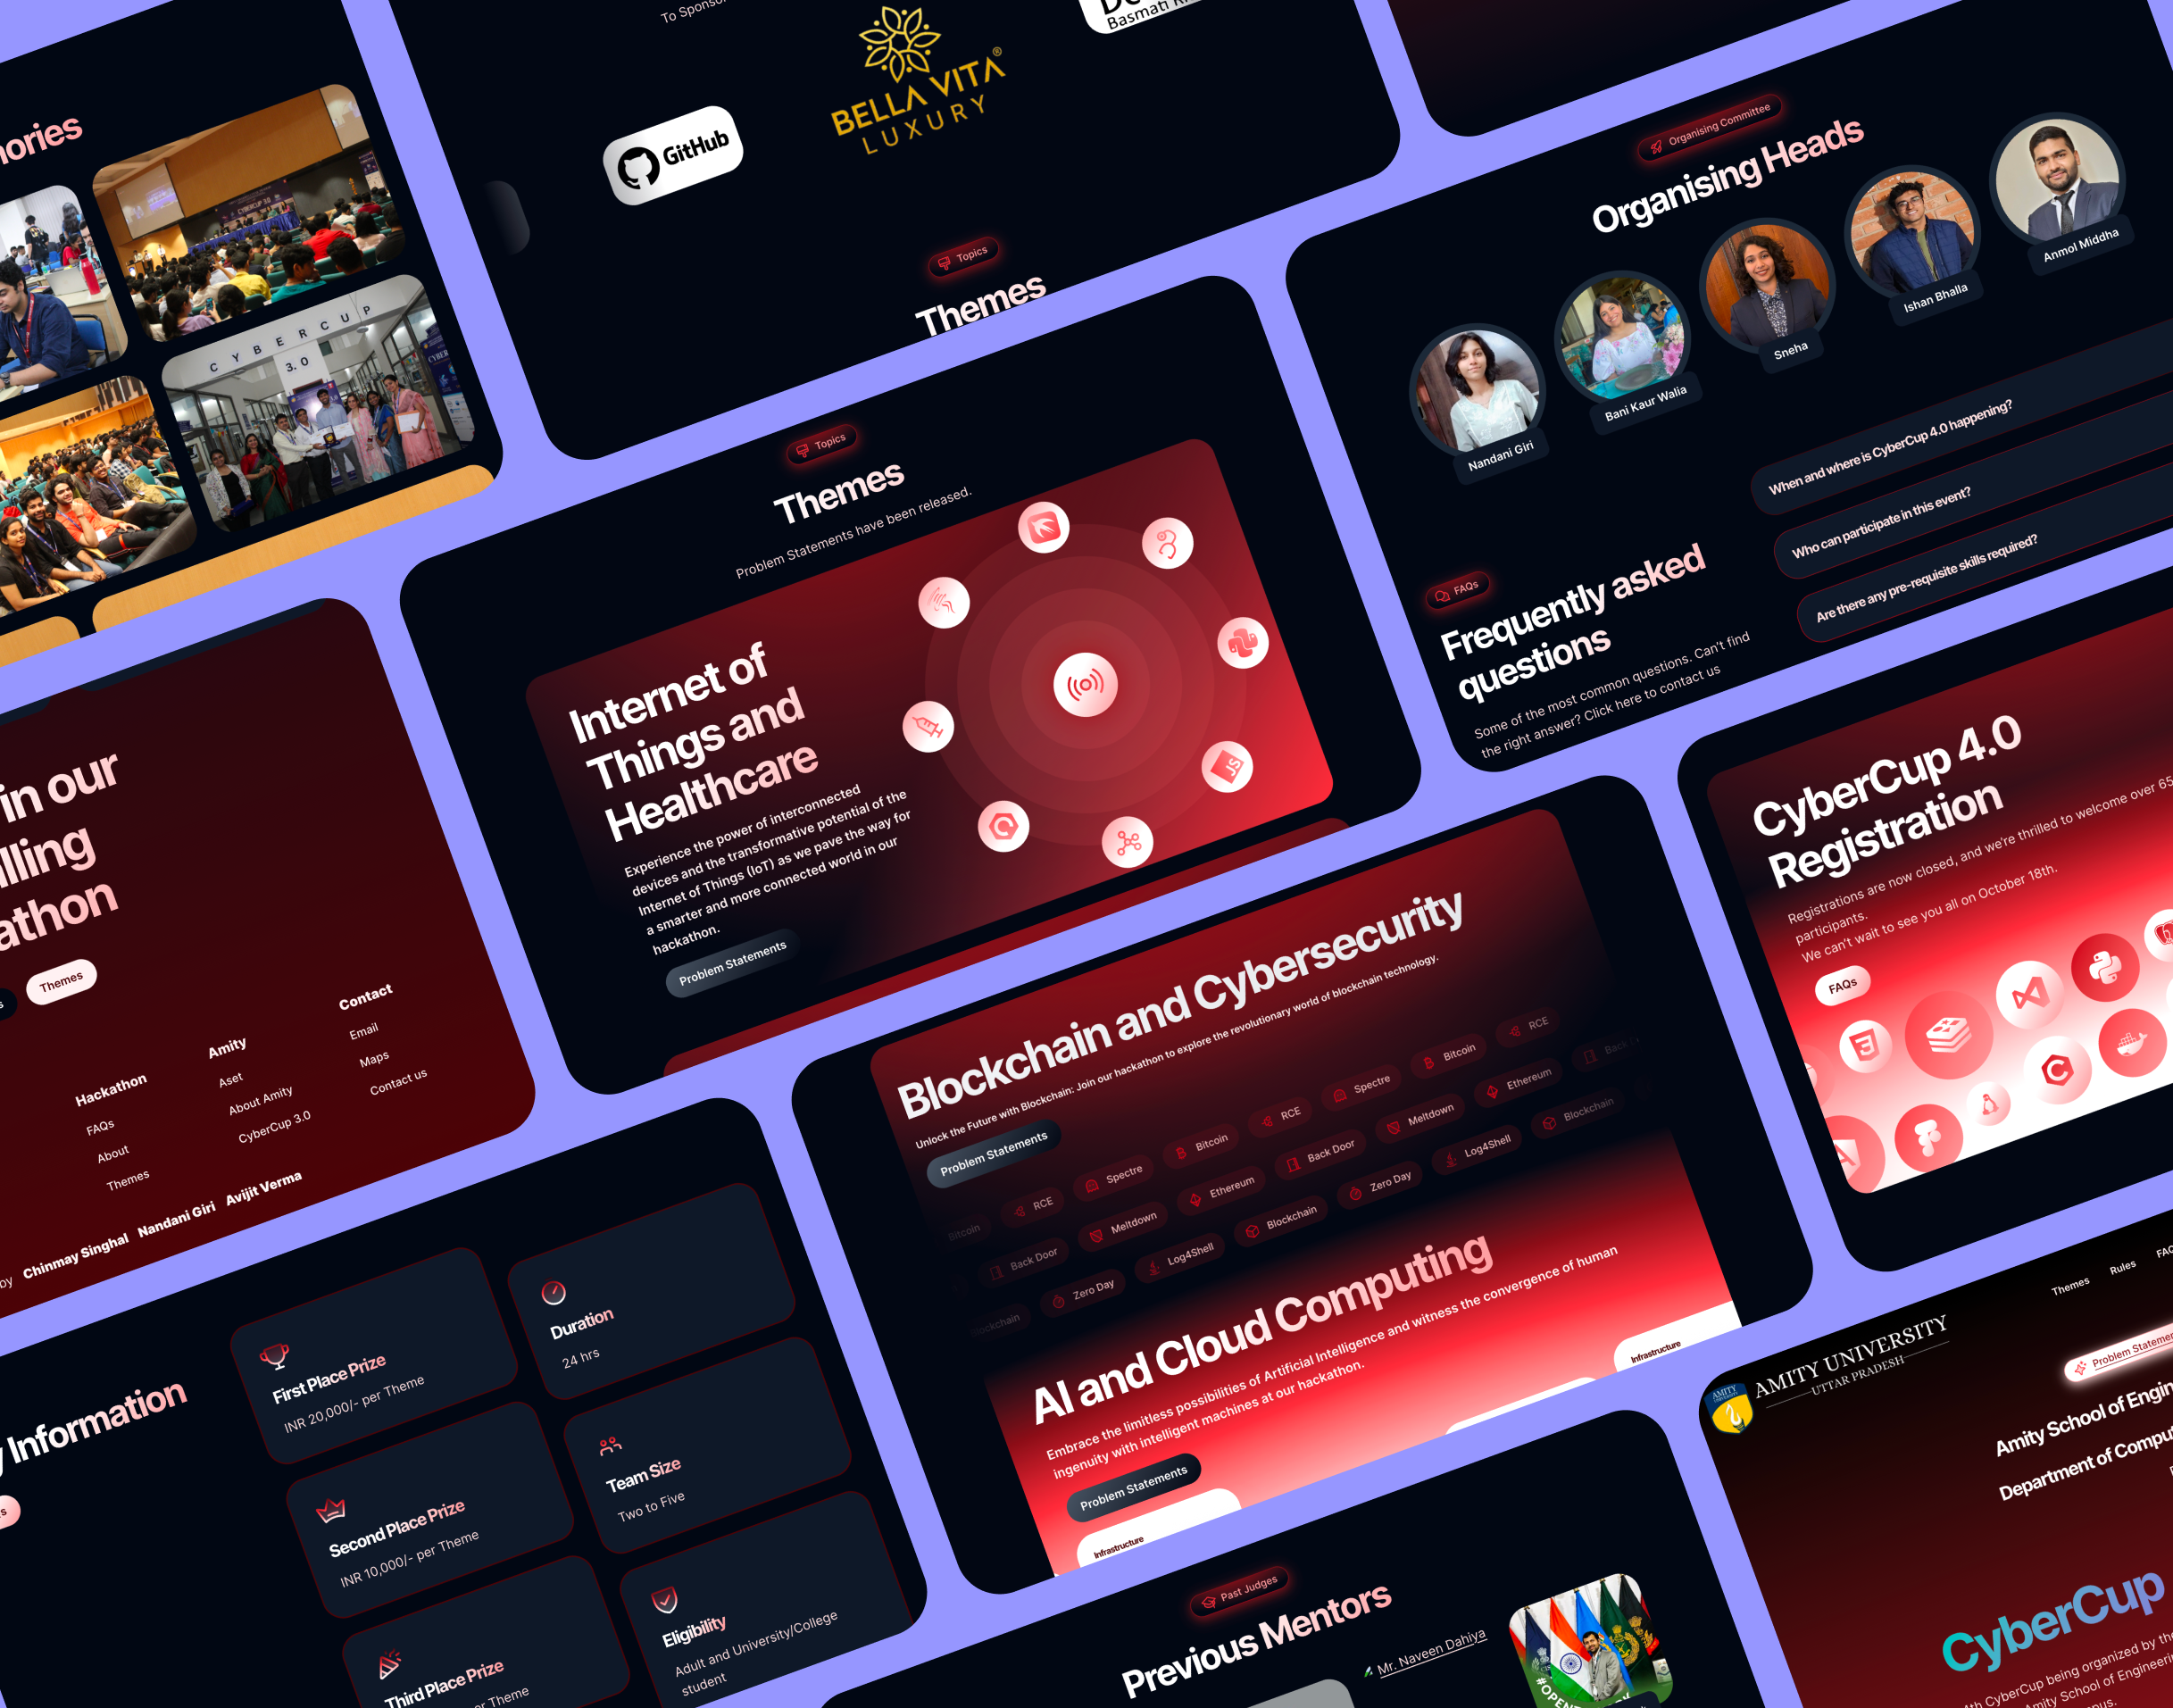 To Sponsor
Basmati
BELLA VITA®
LUXURY
GitHub
Topics
Themes
CYBERCUP 3.0
CYBERCUP
3.0
Organising Committee
Organising Heads
Nandani Giri
Bani Kaur Walia
Sneha
Ishan Bhalla
Anmol Middha
FAQs
Frequently asked
questions
Some of the most common questions. Can't find
the right answer? Click here to contact us
When and where is CyberCup 4.0 happening?
Who can participate in this event?
Are there any pre-requisite skills required?
Topics
Themes
Problem Statements have been released.
Internet of
Things and
Healthcare
Experience the power of interconnected
devices and the transformative potential of the
Internet of Things (IoT) as we pave the way for
a smarter and more connected world in our
hackathon.
Problem Statements
JS
in our
athon
Themes
Hackathon
FAQs
About
Themes
Amity
Aset
About Amity
CyberCup 3.0
Contact
Email
Maps
Contact us
by Chinmay Singhal Nandani Giri Avijit Verma
CyberCup 4.0
Registration
Registrations are now closed, and we're thrilled to welcome over 65
participants.
We can't wait to see you all on October 18th.
FAQs
Blockchain and Cybersecurity
Unlock the Future with Blockchain: Join our hackathon to explore the revolutionary world of blockchain technology.
Problem Statements
Bitcoin RCE Spectre Bitcoin RCE Spectre Bitcoin RCE
Back Door Meltdown Ethereum Back Door Meltdown Ethereum Back
Blockchain Zero Day Log4Shell Blockchain Zero Day Log4Shell Blockchain
AI and Cloud Computing
Embrace the limitless possibilities of Artificial Intelligence and witness the convergence of human
ingenuity with intelligent machines at our hackathon.
Problem Statements
Infrastructure
Infrastructure
Information
First Place Prize
INR 20,000/- per Theme
Second Place Prize
INR 10,000/- per Theme
Third Place Prize
per Theme
Duration
24 hrs
Team Size
Two to Five
Eligibility
Adult and University/College
student
Past Judges
Previous Mentors
Mr. Naveen Dahiya
AMITY
AMITY UNIVERSITY
UTTAR PRADESH
Themes
Rules
FAQ
Problem Statements
Amity School of Engin
Department of Compu
CyberCup
4th CyberCup being organized by the
Amity School of Engineering